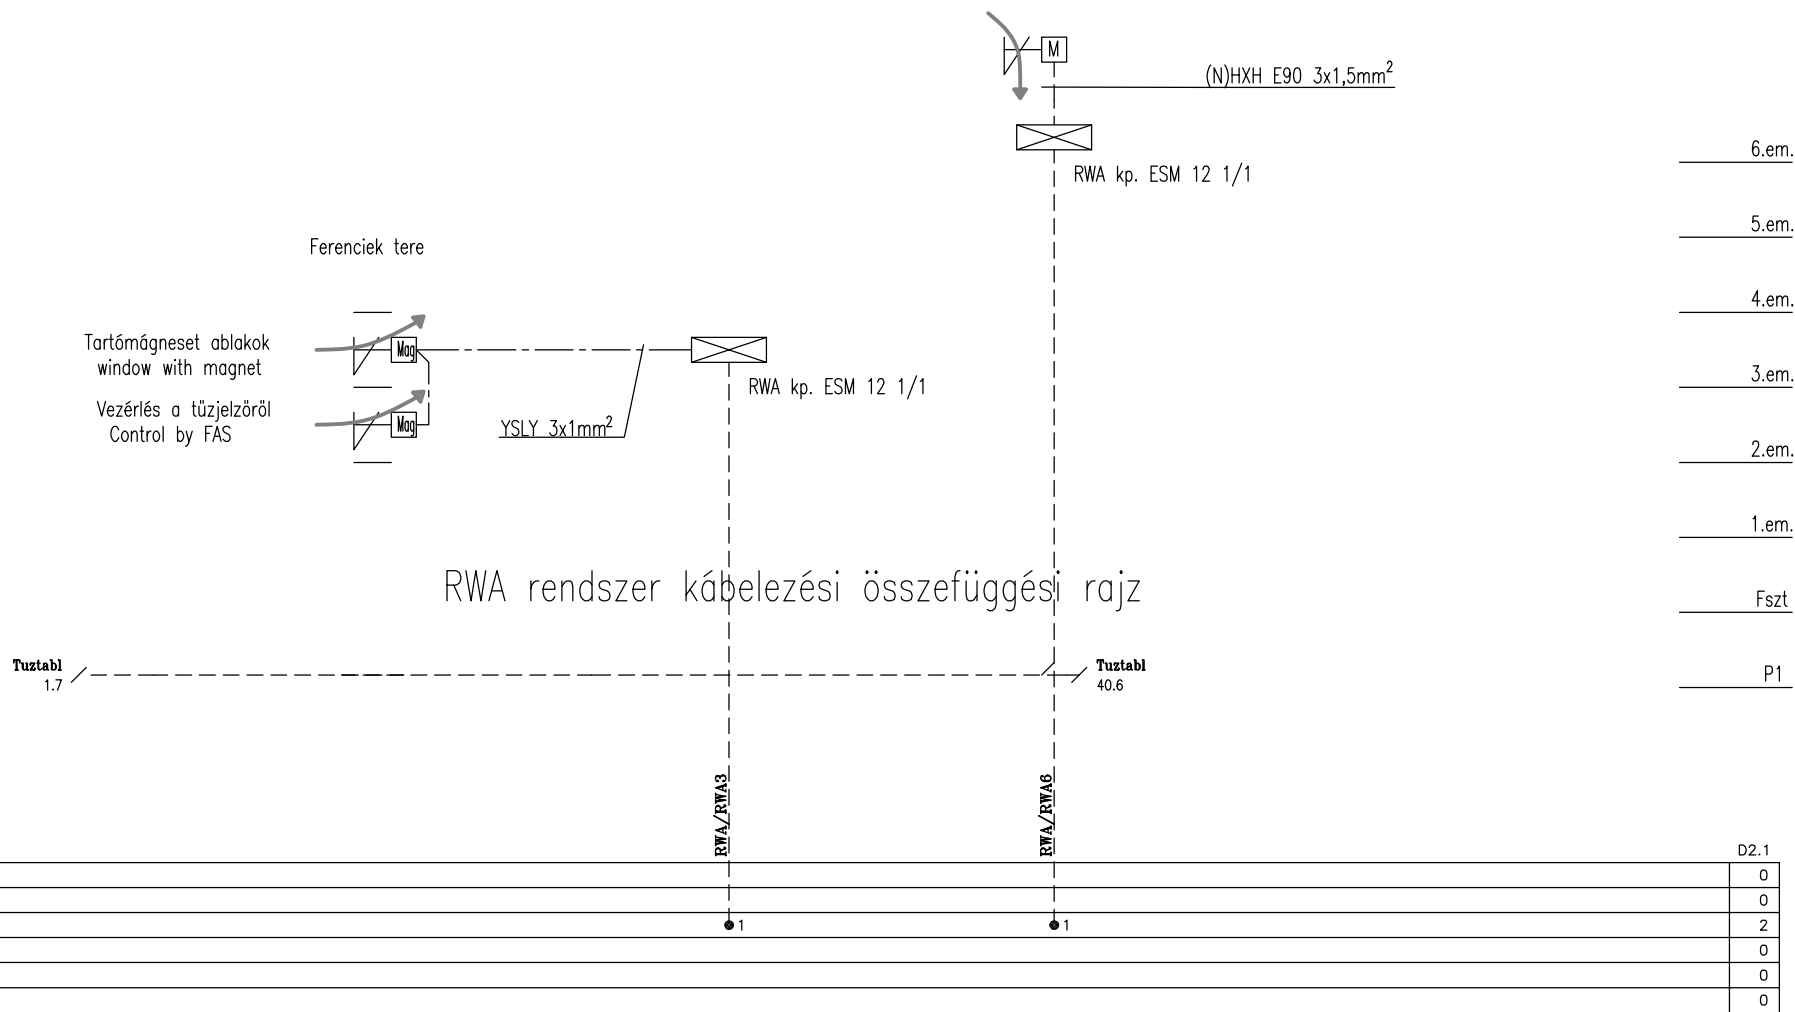 M
(N)HXH E90 3x1,5mm²
6.em.
RWA kp. ESM 12 1/1
5.em.
Ferenciek tere
4.em.
Tartómágneset ablakok
window with magnet
Mag
RWA kp. ESM 12 1/1
3.em.
Vezérlés a tüzjelzöröl
Control by FAS
Mag
YSLY 3x1mm²
2.em.
1.em.
RWA rendszer kábelezési összefüggési rajz
Fszt
Tuztabl
1.7
Tuztabl
40.6
P1
RWA/RWA3
RWA/RWA6
D2.1
0
0
1
1
2
0
0
0